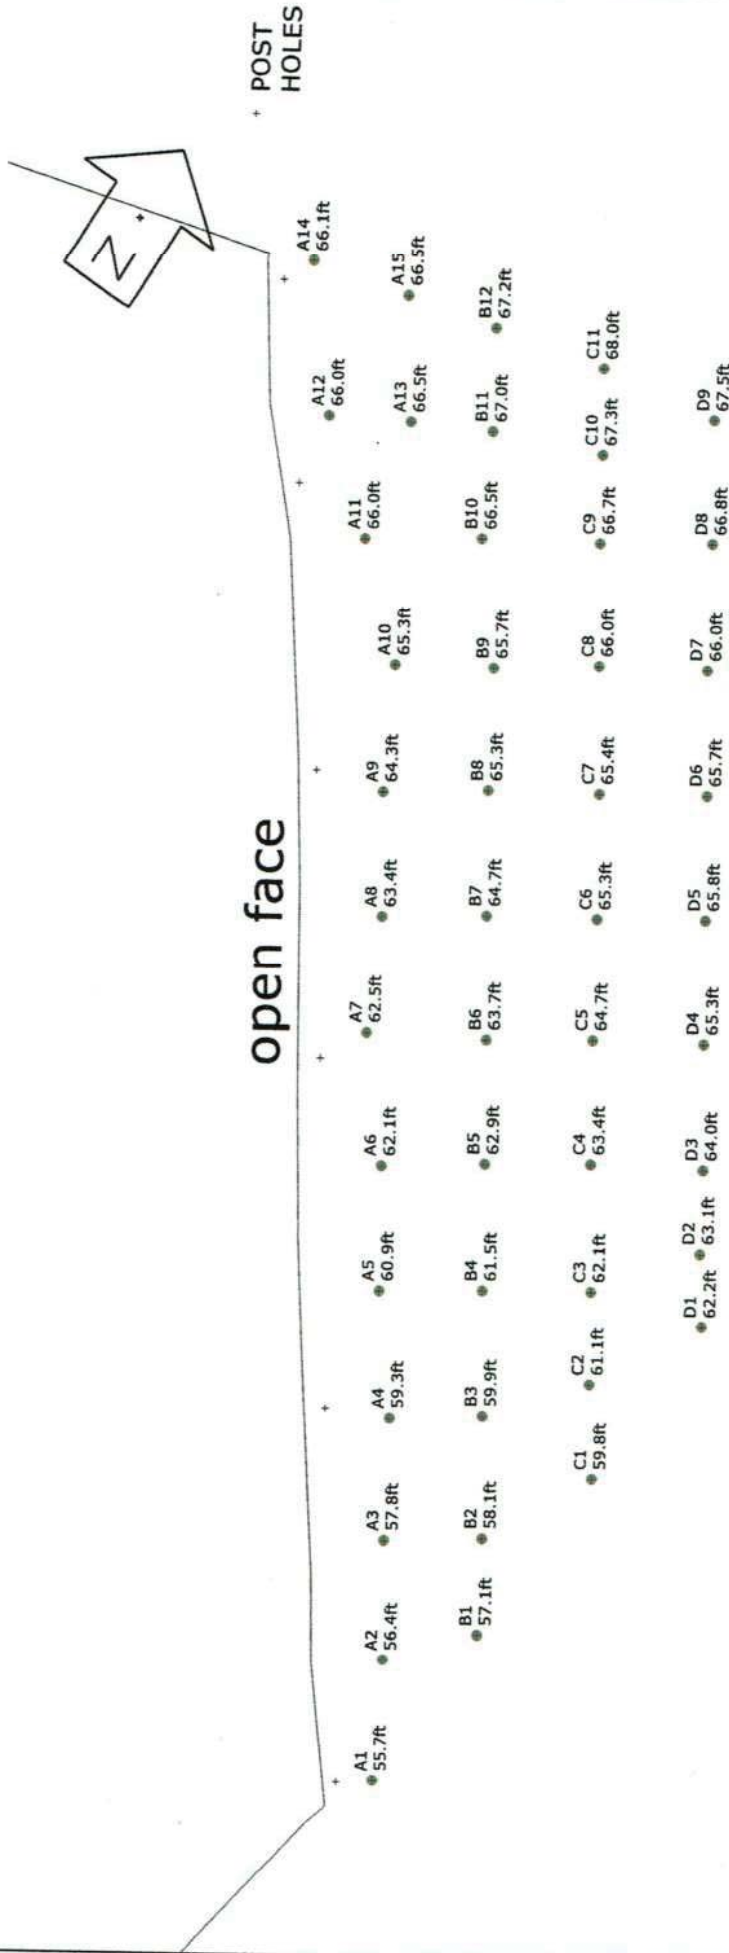 POST
HOLES
N
open face
A1
55.7ft
A2
56.4ft
A3
57.8ft
A4
59.3ft
A5
60.9ft
A6
62.1ft
A7
62.5ft
A8
63.4ft
A9
64.3ft
A10
65.3ft
A11
66.0ft
A12
66.0ft
A13
66.5ft
A14
66.1ft
A15
66.5ft
B1
57.1ft
B2
58.1ft
B3
59.9ft
B4
61.5ft
B5
62.9ft
B6
63.7ft
B7
64.7ft
B8
65.3ft
B9
65.7ft
B10
66.5ft
B11
67.0ft
B12
67.2ft
C1
59.8ft
C2
61.1ft
C3
62.1ft
C4
63.4ft
C5
64.7ft
C6
65.3ft
C7
65.4ft
C8
66.0ft
C9
66.7ft
C10
67.3ft
C11
68.0ft
D1
62.2ft
D2
63.1ft
D3
64.0ft
D4
65.3ft
D5
65.8ft
D6
65.7ft
D7
66.0ft
D8
66.8ft
D9
67.5ft